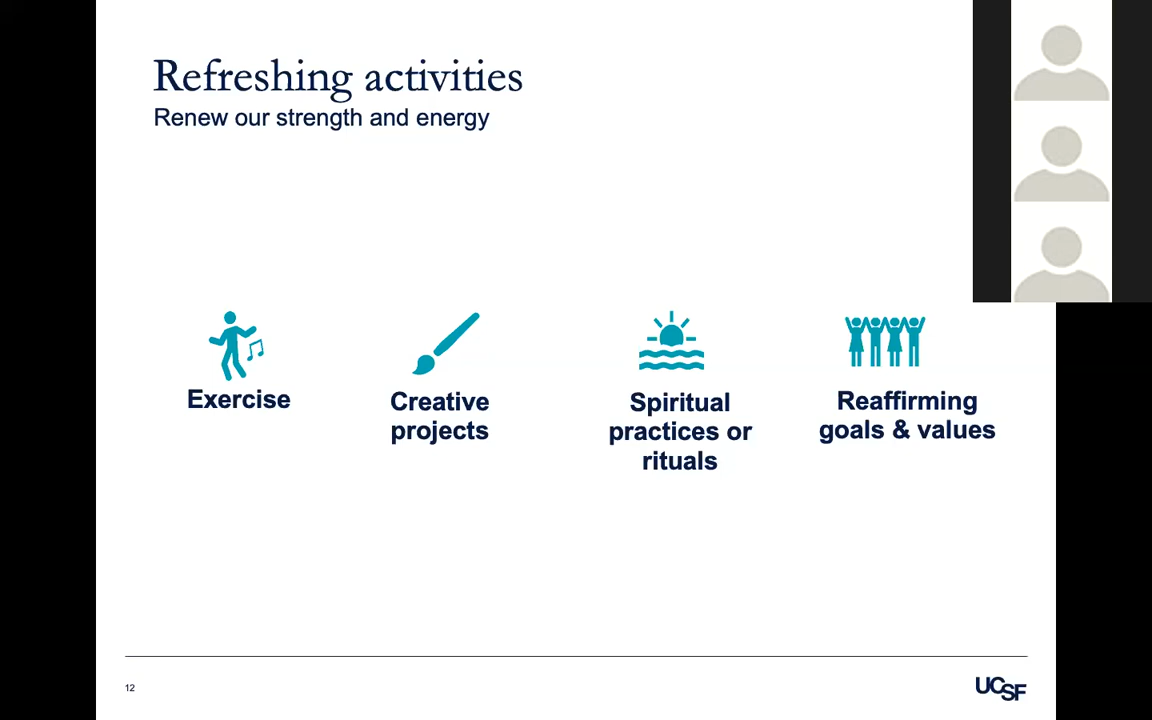 Refreshing activities
Renew our strength and energy
Exercise
Creative
projects
Spiritual
practices or
rituals
Reaffirming
goals & values
12
UCSF